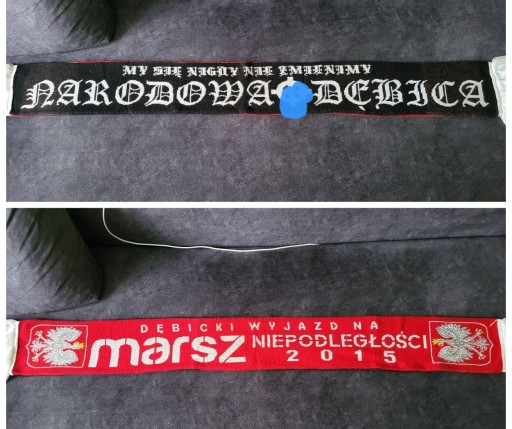 MY SIĘ NIGDY NIE ZMIENIMY
NARODOWA DĘBICA
DĘBICKI WYJAZD NA
marsz NIEPODLEGŁOŚCI
2015